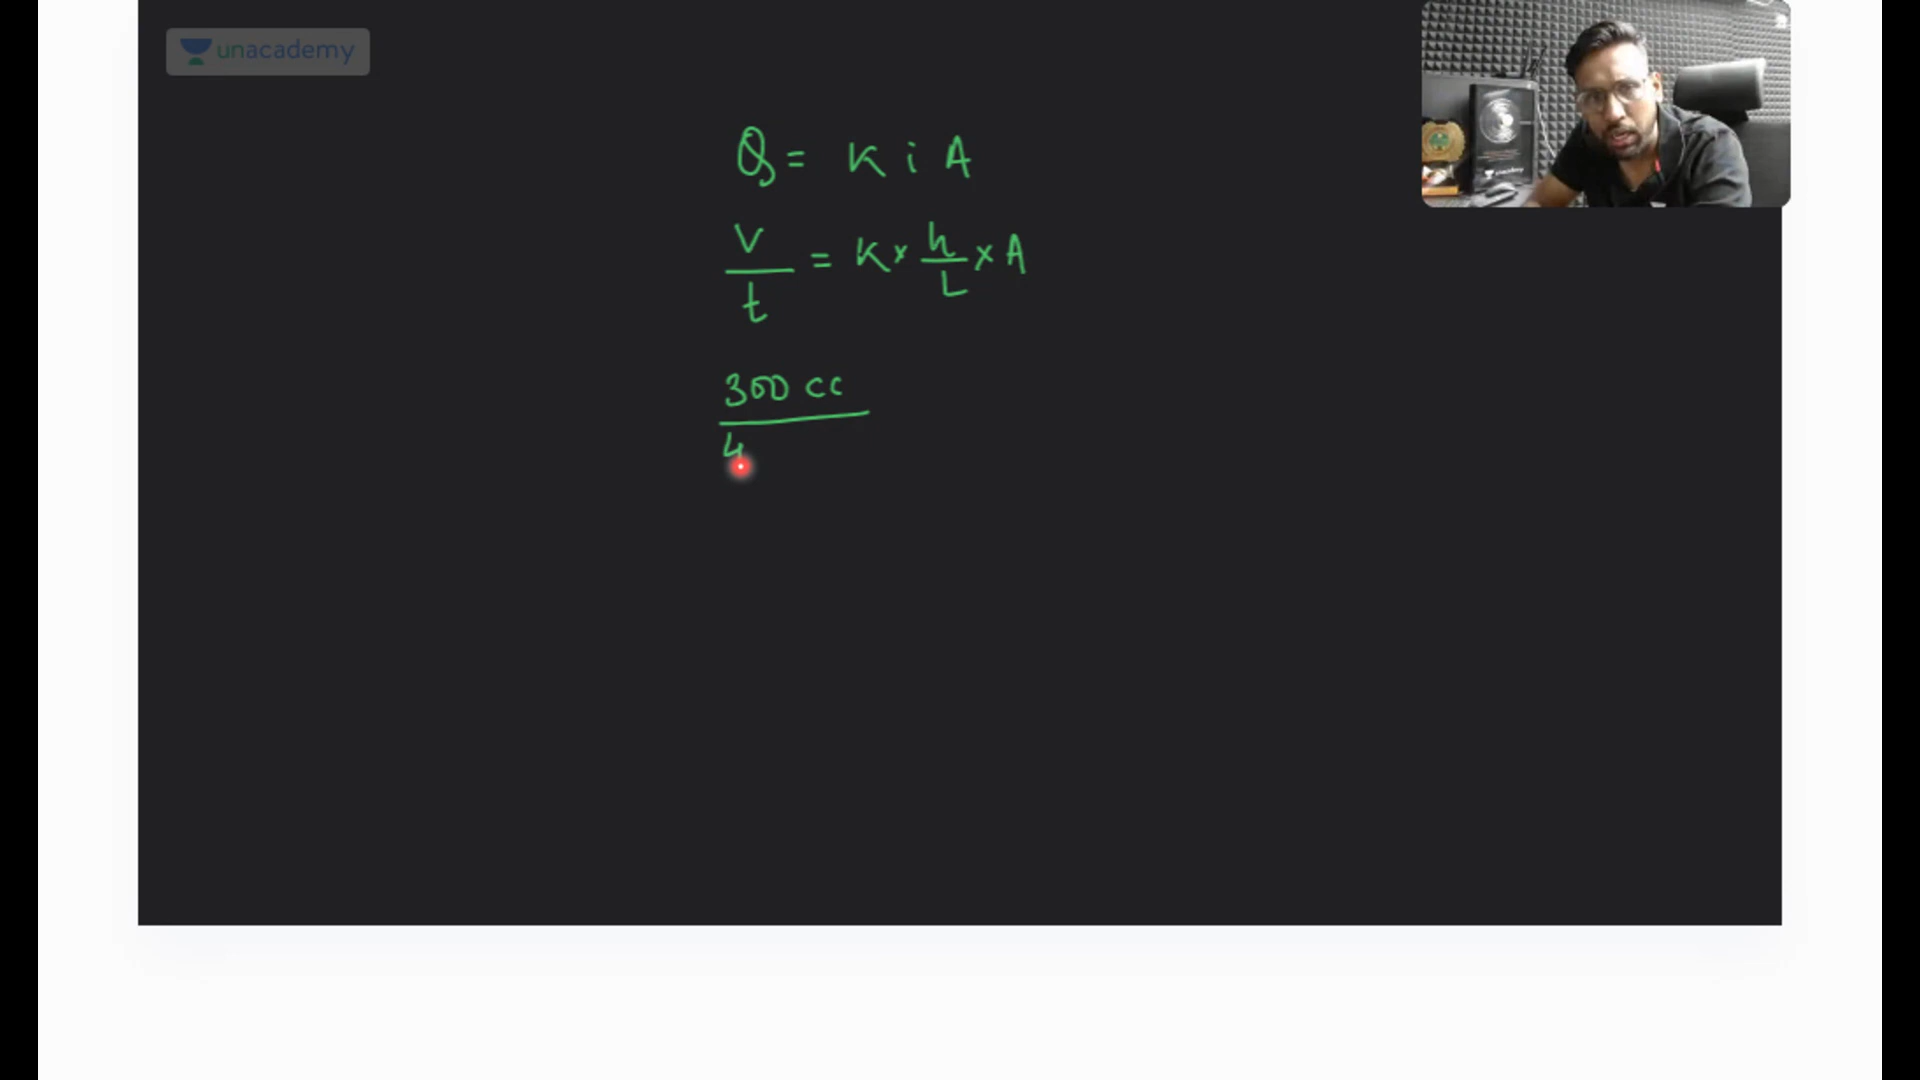 unacademy
Q = K i A
V/t = K x h/L x A
300 cc
4